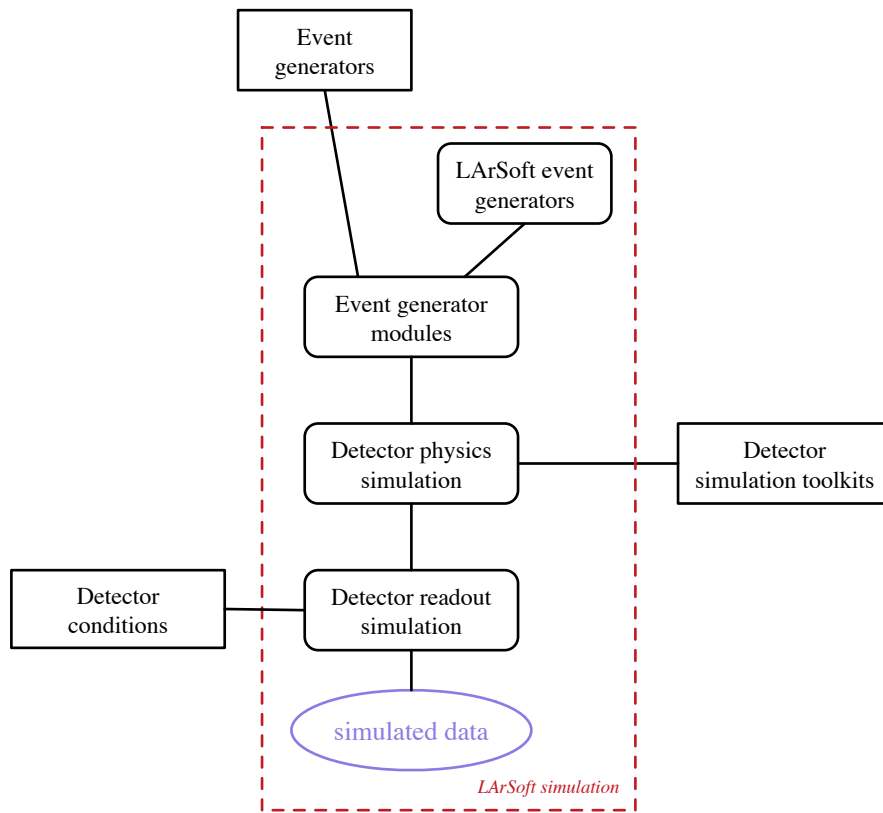 Event
generators
LArSoft event
generators
Event generator
modules
Detector physics
simulation
Detector
simulation toolkits
Detector
conditions
Detector readout
simulation
simulated data
LArSoft simulation